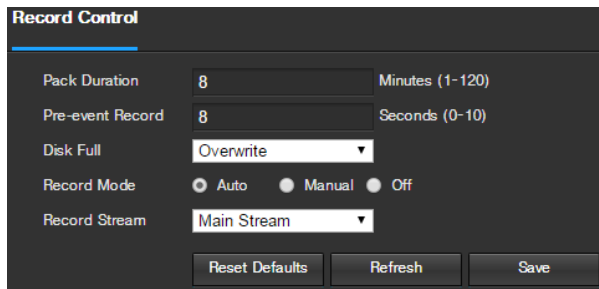 Record Control
Pack Duration 8 Minutes (1-120)
Pre-event Record 8 Seconds (0-10)
Disk Full Overwrite
Record Mode Auto Manual Off
Record Stream Main Stream
Reset Defaults Refresh Save